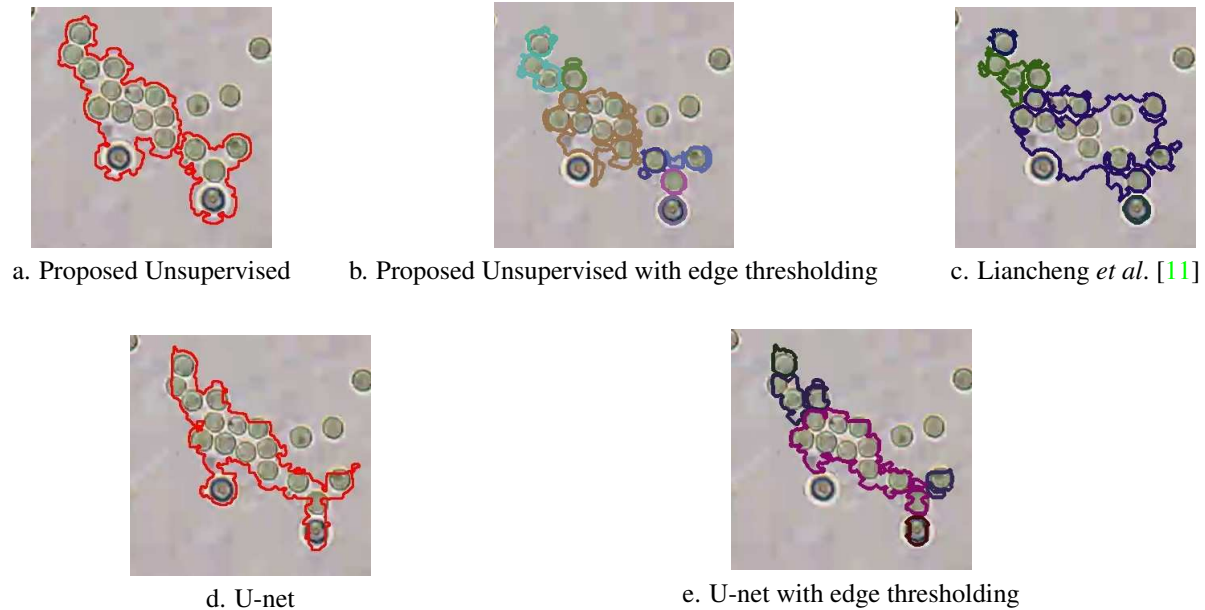 a. Proposed Unsupervised
b. Proposed Unsupervised with edge thresholding
c. Liancheng et al. [11]
d. U-net
e. U-net with edge thresholding